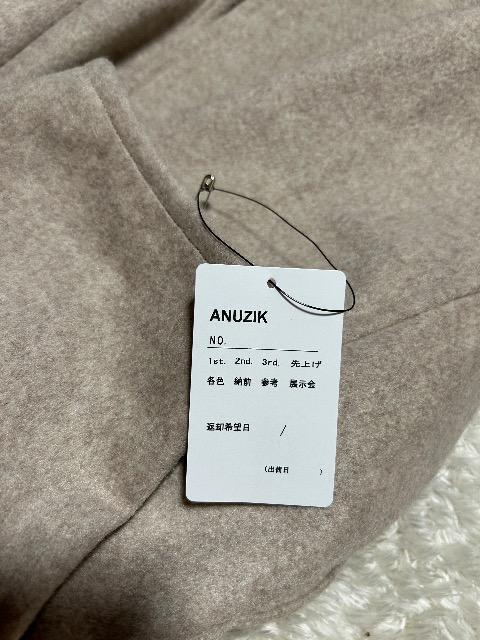 ANUZIK
NO.
1st. 2nd. 3rd. 先上げ
各色 納前 参考 展示会
返却希望日 /
(出荷日 )